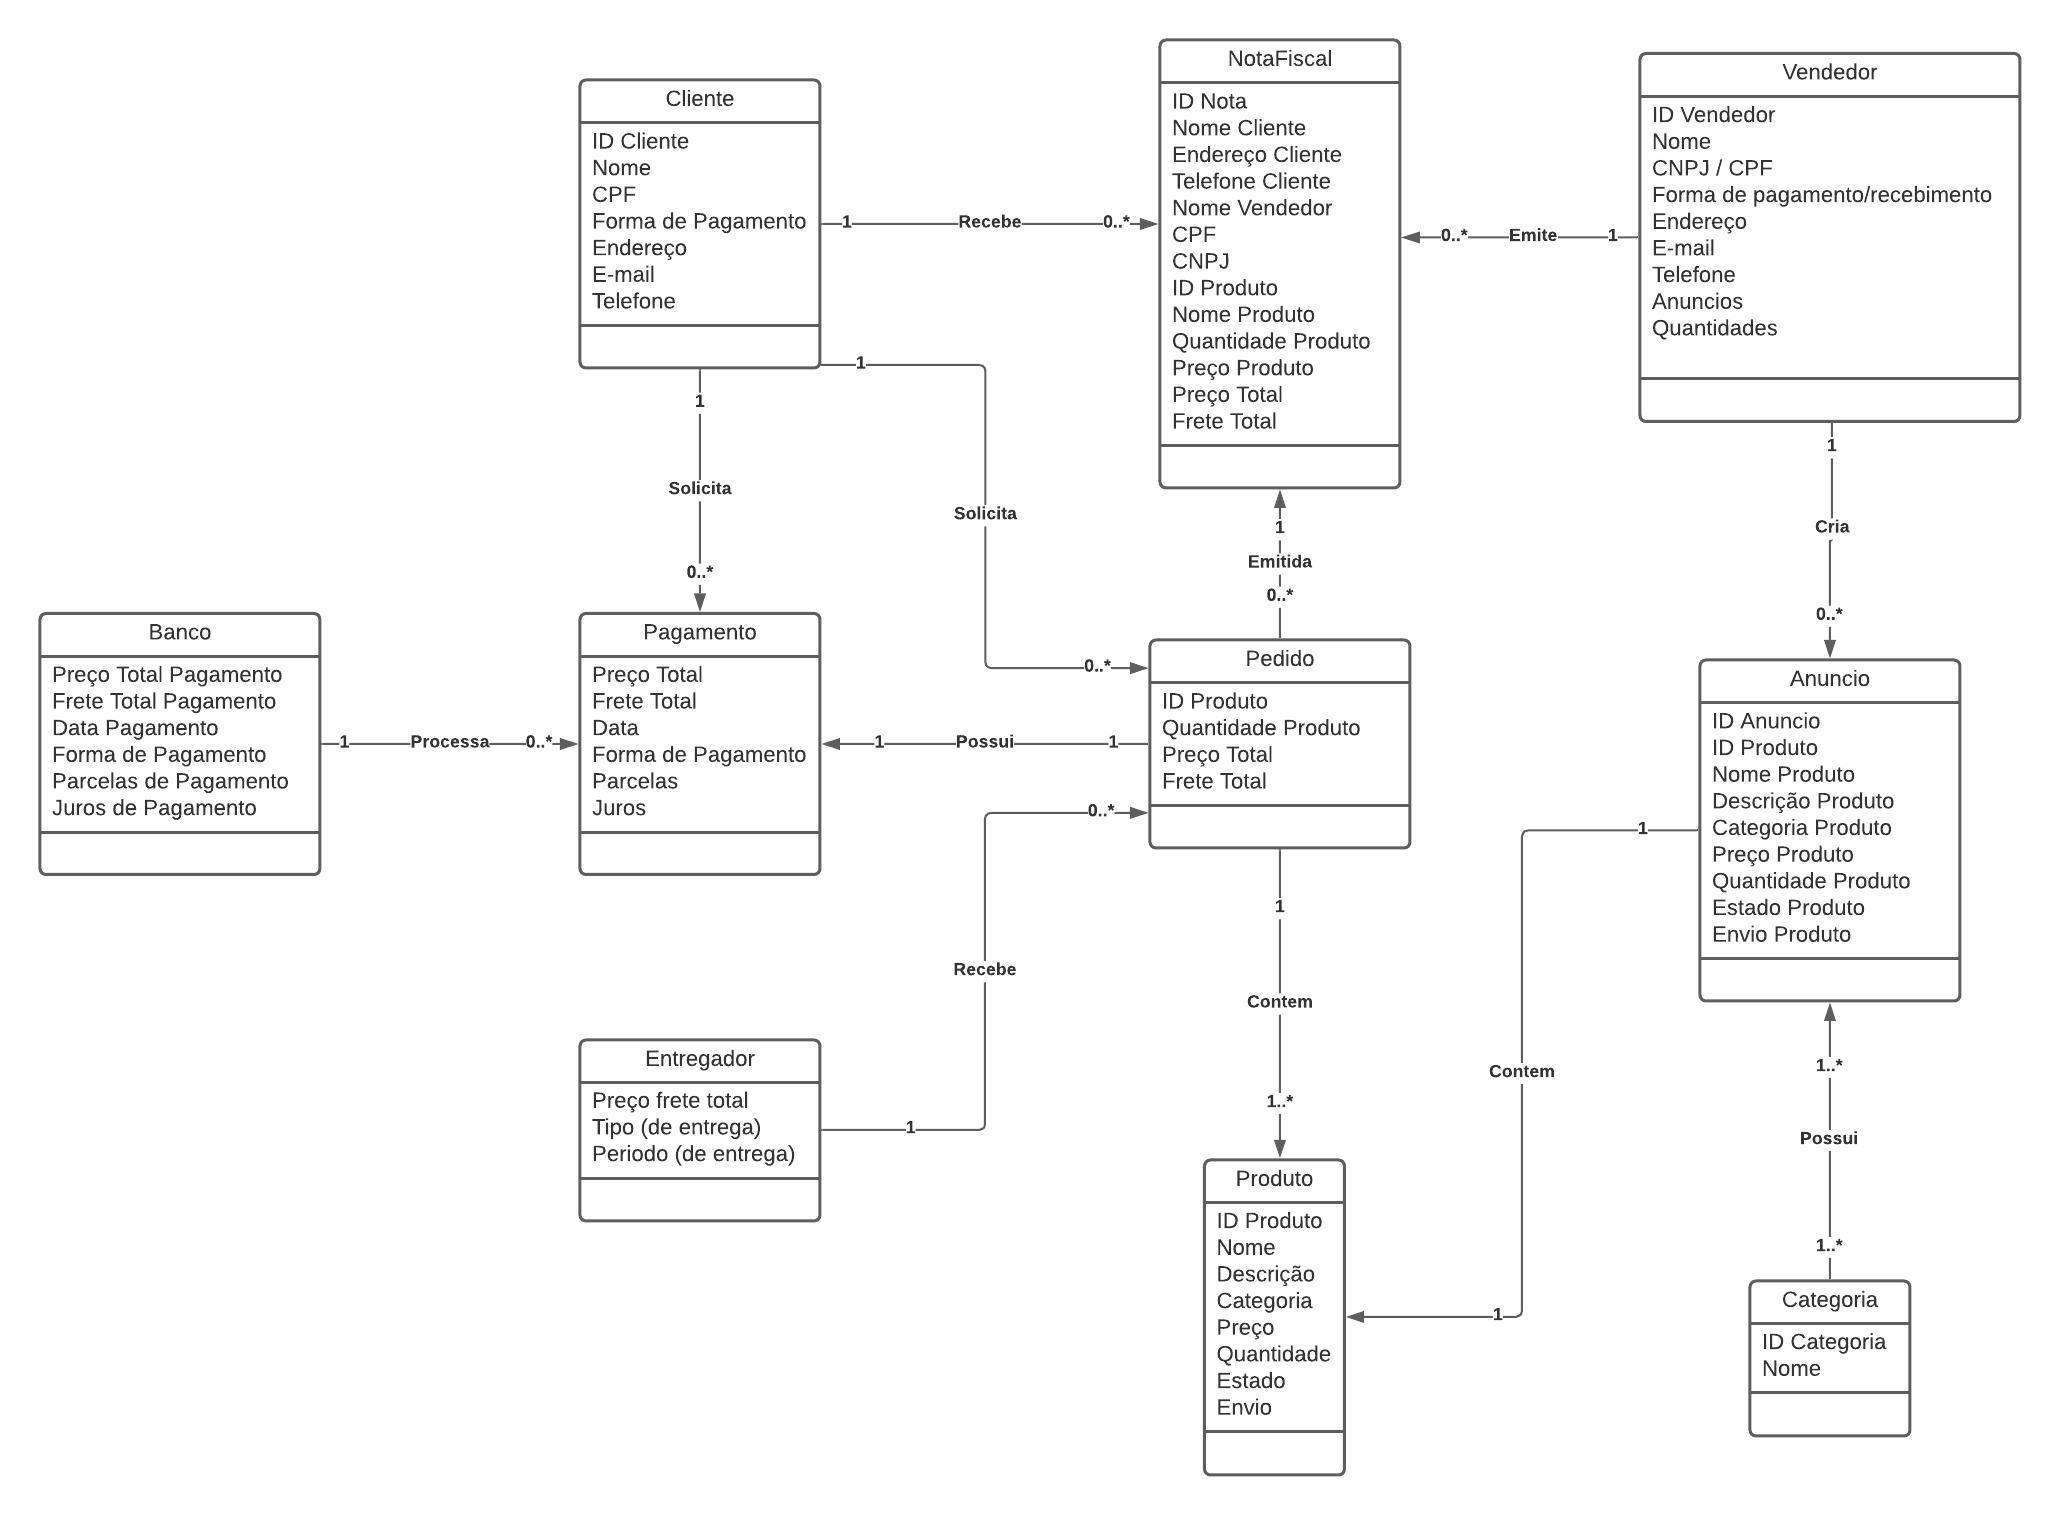 Cliente
ID Cliente
Nome
CPF
Forma de Pagamento
Endereço
E-mail
Telefone
NotaFiscal
ID Nota
Nome Cliente
Endereço Cliente
Telefone Cliente
Nome Vendedor
CPF
CNPJ
ID Produto
Nome Produto
Quantidade Produto
Preço Produto
Preço Total
Frete Total
Vendedor
ID Vendedor
Nome
CNPJ / CPF
Forma de pagamento/recebimento
Endereço
E-mail
Telefone
Anuncios
Quantidades
1 Recebe 0..*
0..* Emite 1
1
Solicita
0..*
1
Solicita
0..*
1
Emitida
0..*
1
Cria
0..*
Banco
Preço Total Pagamento
Frete Total Pagamento
Data Pagamento
Forma de Pagamento
Parcelas de Pagamento
Juros de Pagamento
1 Processa 0..*
Pagamento
Preço Total
Frete Total
Data
Forma de Pagamento
Parcelas
Juros
1 Possui 1
Pedido
ID Produto
Quantidade Produto
Preço Total
Frete Total
Anuncio
ID Anuncio
ID Produto
Nome Produto
Descrição Produto
Categoria Produto
Preço Produto
Quantidade Produto
Estado Produto
Envio Produto
0..*
Recebe
1
1
Contem
1..*
1
Contem
1
1..*
Possui
1..*
Entregador
Preço frete total
Tipo (de entrega)
Periodo (de entrega)
Produto
ID Produto
Nome
Descrição
Categoria
Preço
Quantidade
Estado
Envio
Categoria
ID Categoria
Nome